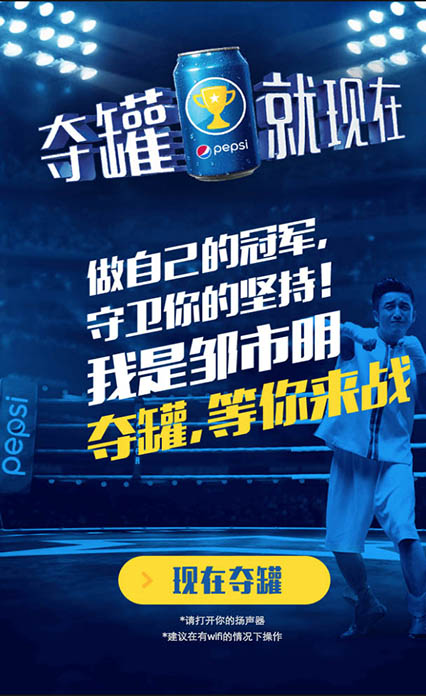 夺罐 就现在
pepsi
做自己的冠军,
守卫你的坚持!
我是邹市明
夺罐,等你来战
pepsi
现在夺罐
*请打开你的扬声器
*建议在有wifi的情况下操作